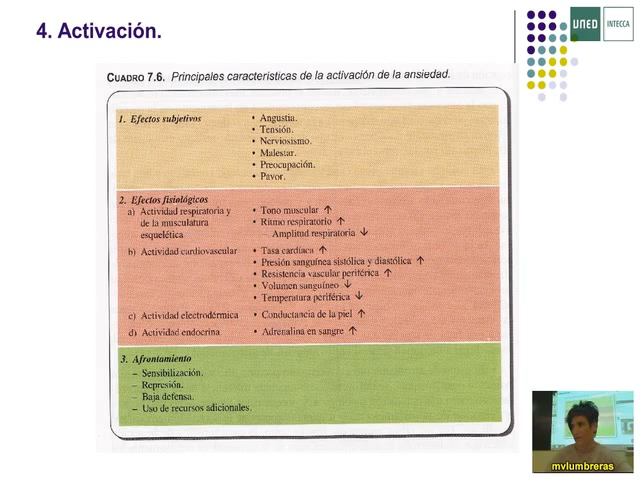 4. Activación.
UNED INTECCA
CUADRO 7.6. Principales características de la activación de la ansiedad.
1. Efectos subjetivos
• Angustia.
• Tensión.
• Nerviosismo.
• Malestar.
• Preocupación.
• Pavor.
2. Efectos fisiológicos
a) Actividad respiratoria y
de la musculatura
esquelética
• Tono muscular ↑
• Ritmo respiratorio ↑
– Amplitud respiratoria ↓
b) Actividad cardiovascular
• Tasa cardíaca ↑
• Presión sanguínea sistólica y diastólica ↑
• Resistencia vascular periférica ↑
• Volumen sanguíneo ↓
• Temperatura periférica ↓
c) Actividad electrodérmica
• Conductancia de la piel ↑
d) Actividad endocrina
• Adrenalina en sangre ↑
3. Afrontamiento
– Sensibilización.
– Represión.
– Baja defensa.
– Uso de recursos adicionales.
mvlumbreras